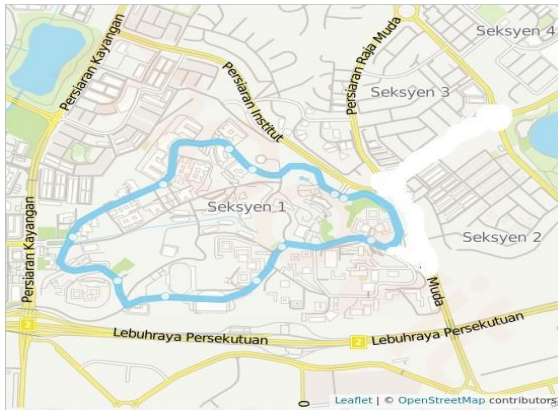 Seksyen 4
Persiaran Kayangan
Persiaran Raja Muda
Persiaran Institut
Seksyen 3
Seksyen 1
Seksyen 2
Persiaran Kayangan
Muda
2
Lebuhraya Persekutuan
2
Lebuhraya Persekutuan
Leaflet | © OpenStreetMap contributors